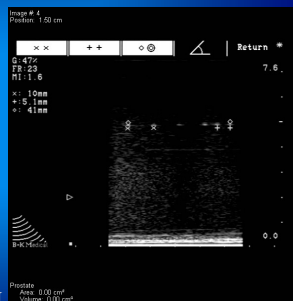 Image #: 4
Position: 1.50 cm
×× ++ ⋄◎ Return *
G:47%
FR:23
MI:1.6
7.6
×: 10mm
+:5.1mm
⋄: 41mm
0.0
B-K Medical
Prostate
Area: 0.00 cm²
Volume: 0.00 cm³